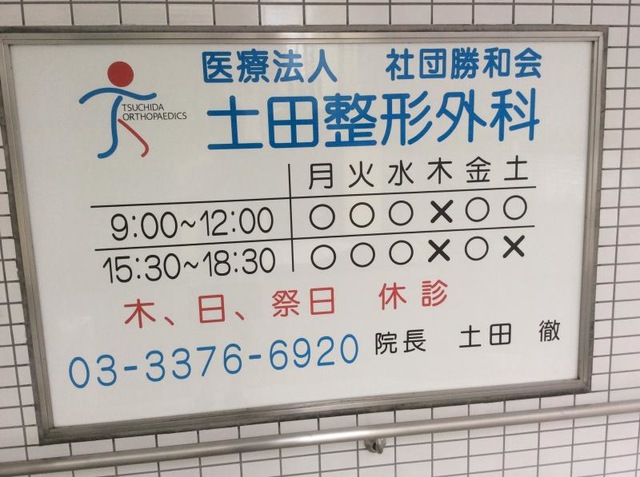 医療法人 社団勝和会
TSUCHIDA
ORTHOPAEDICS
土田整形外科
月 火 水 木 金 土
9:00~12:00 ○ ○ ○ × ○ ○
15:30~18:30 ○ ○ ○ × ○ ×
木、日、祭日 休診
03-3376-6920
院長 土田 徹